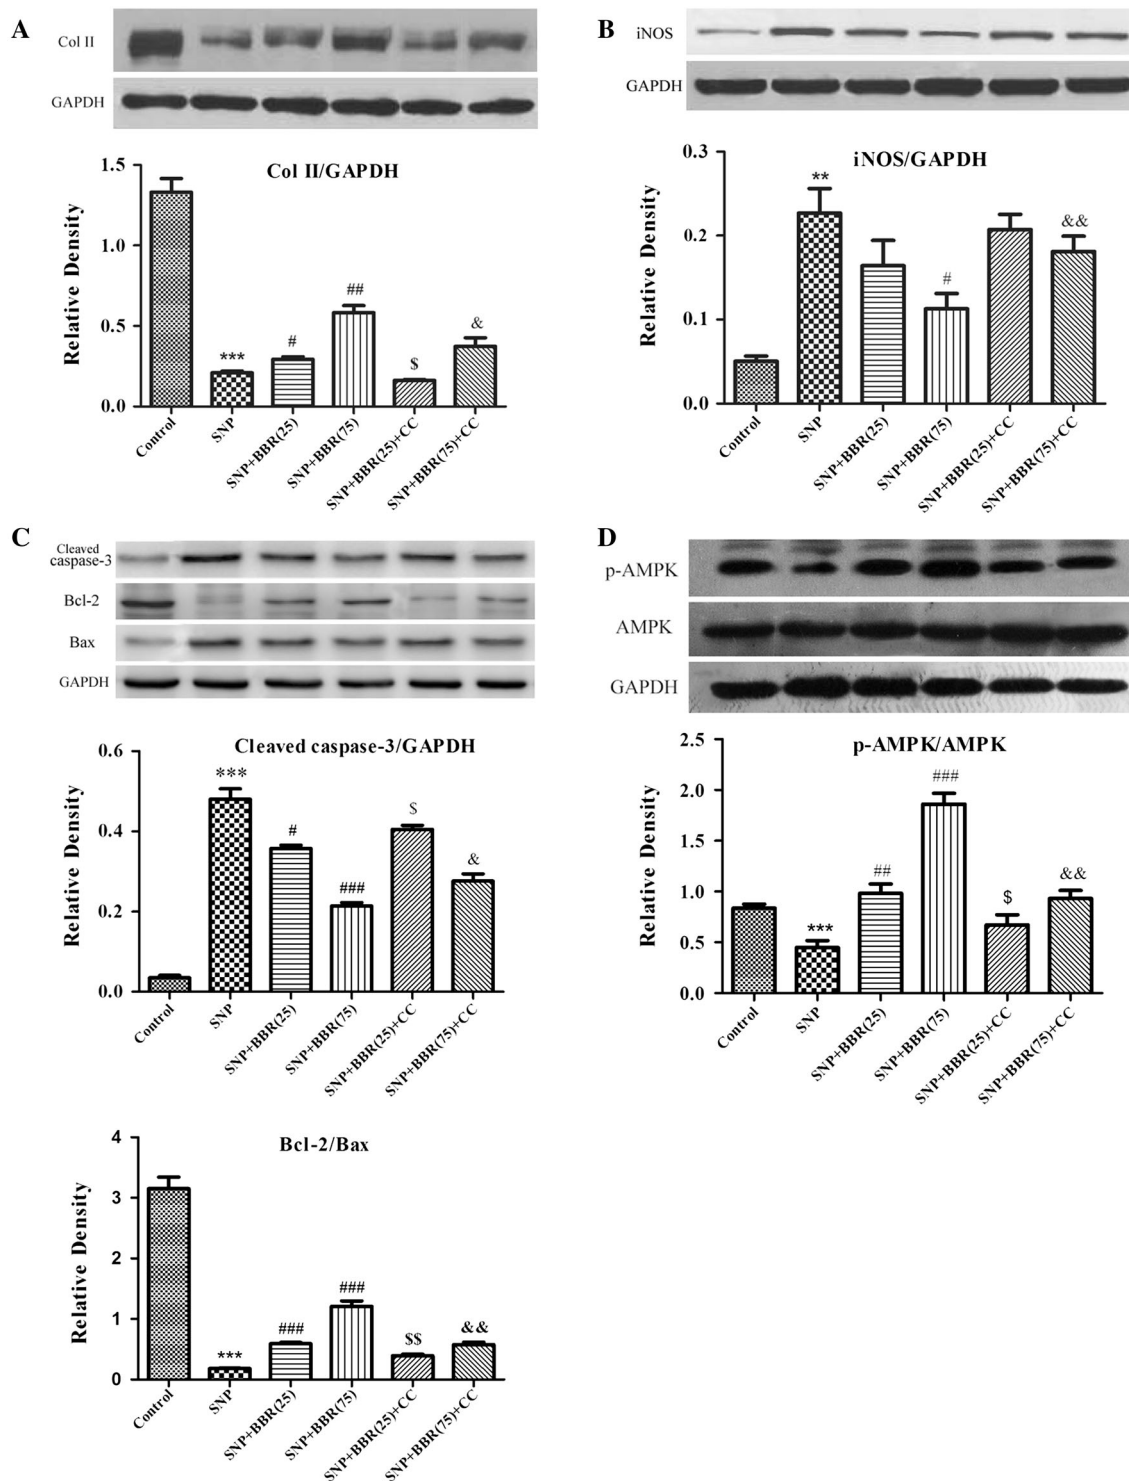 A
Col II
GAPDH
Col II/GAPDH
Relative Density
1.5
1.0
0.5
0.0
***
#
##
$
&
Control
SNP
SNP+BBR(25)
SNP+BBR(75)
SNP+BBR(25)+CC
SNP+BBR(75)+CC
B
iNOS
GAPDH
iNOS/GAPDH
Relative Density
0.3
0.2
0.1
0.0
**
#
&&
Control
SNP
SNP+BBR(25)
SNP+BBR(75)
SNP+BBR(25)+CC
SNP+BBR(75)+CC
C
Cleaved
caspase-3
Bcl-2
Bax
GAPDH
Cleaved caspase-3/GAPDH
Relative Density
0.6
0.4
0.2
0.0
***
#
###
$
&
Control
SNP
SNP+BBR(25)
SNP+BBR(75)
SNP+BBR(25)+CC
SNP+BBR(75)+CC
Bcl-2/Bax
Relative Density
4
3
2
1
0
***
###
###
$$
&&
Control
SNP
SNP+BBR(25)
SNP+BBR(75)
SNP+BBR(25)+CC
SNP+BBR(75)+CC
D
p-AMPK
AMPK
GAPDH
p-AMPK/AMPK
Relative Density
2.5
2.0
1.5
1.0
0.5
0.0
***
##
###
$
&&
Control
SNP
SNP+BBR(25)
SNP+BBR(75)
SNP+BBR(25)+CC
SNP+BBR(75)+CC